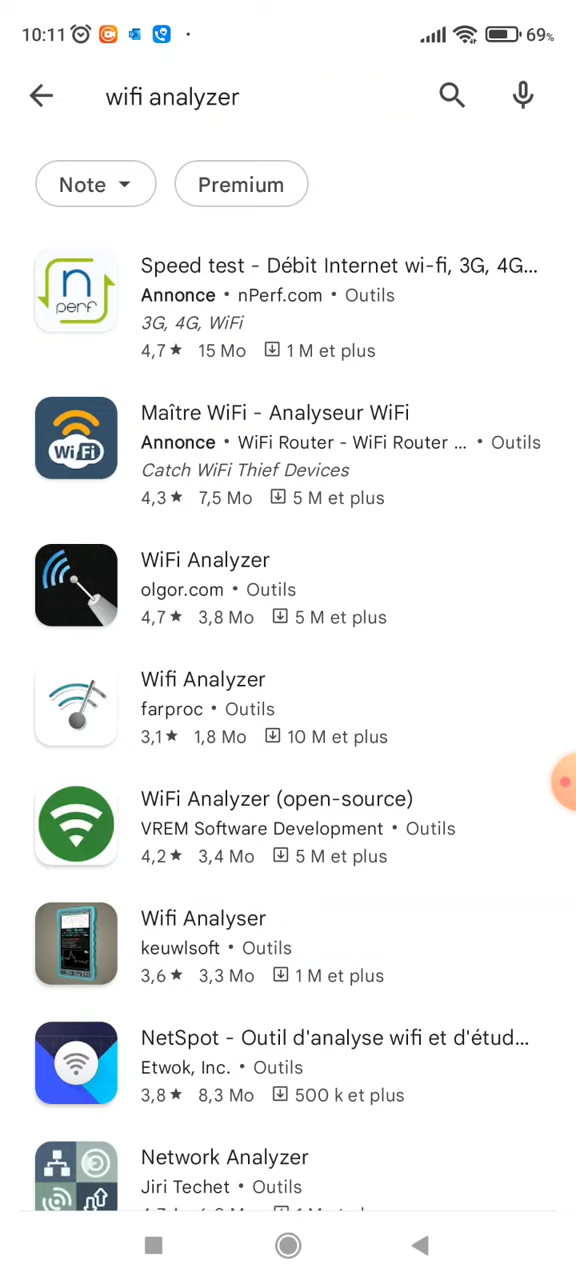 10:11 69%
wifi analyzer
Note Premium
Speed test - Débit Internet wi-fi, 3G, 4G...
Annonce • nPerf.com • Outils
3G, 4G, WiFi
4,7★ 15 Mo 1 M et plus
n
perf
Maître WiFi - Analyseur WiFi
Annonce • WiFi Router - WiFi Router ... • Outils
Catch WiFi Thief Devices
4,3★ 7,5 Mo 5 M et plus
WiFi
WiFi Analyzer
olgor.com • Outils
4,7★ 3,8 Mo 5 M et plus
Wifi Analyzer
farproc • Outils
3,1★ 1,8 Mo 10 M et plus
WiFi Analyzer (open-source)
VREM Software Development • Outils
4,2★ 3,4 Mo 5 M et plus
Wifi Analyser
keuwlsoft • Outils
3,6★ 3,3 Mo 1 M et plus
NetSpot - Outil d'analyse wifi et d'étud...
Etwok, Inc. • Outils
3,8★ 8,3 Mo 500 k et plus
Network Analyzer
Jiri Techet • Outils